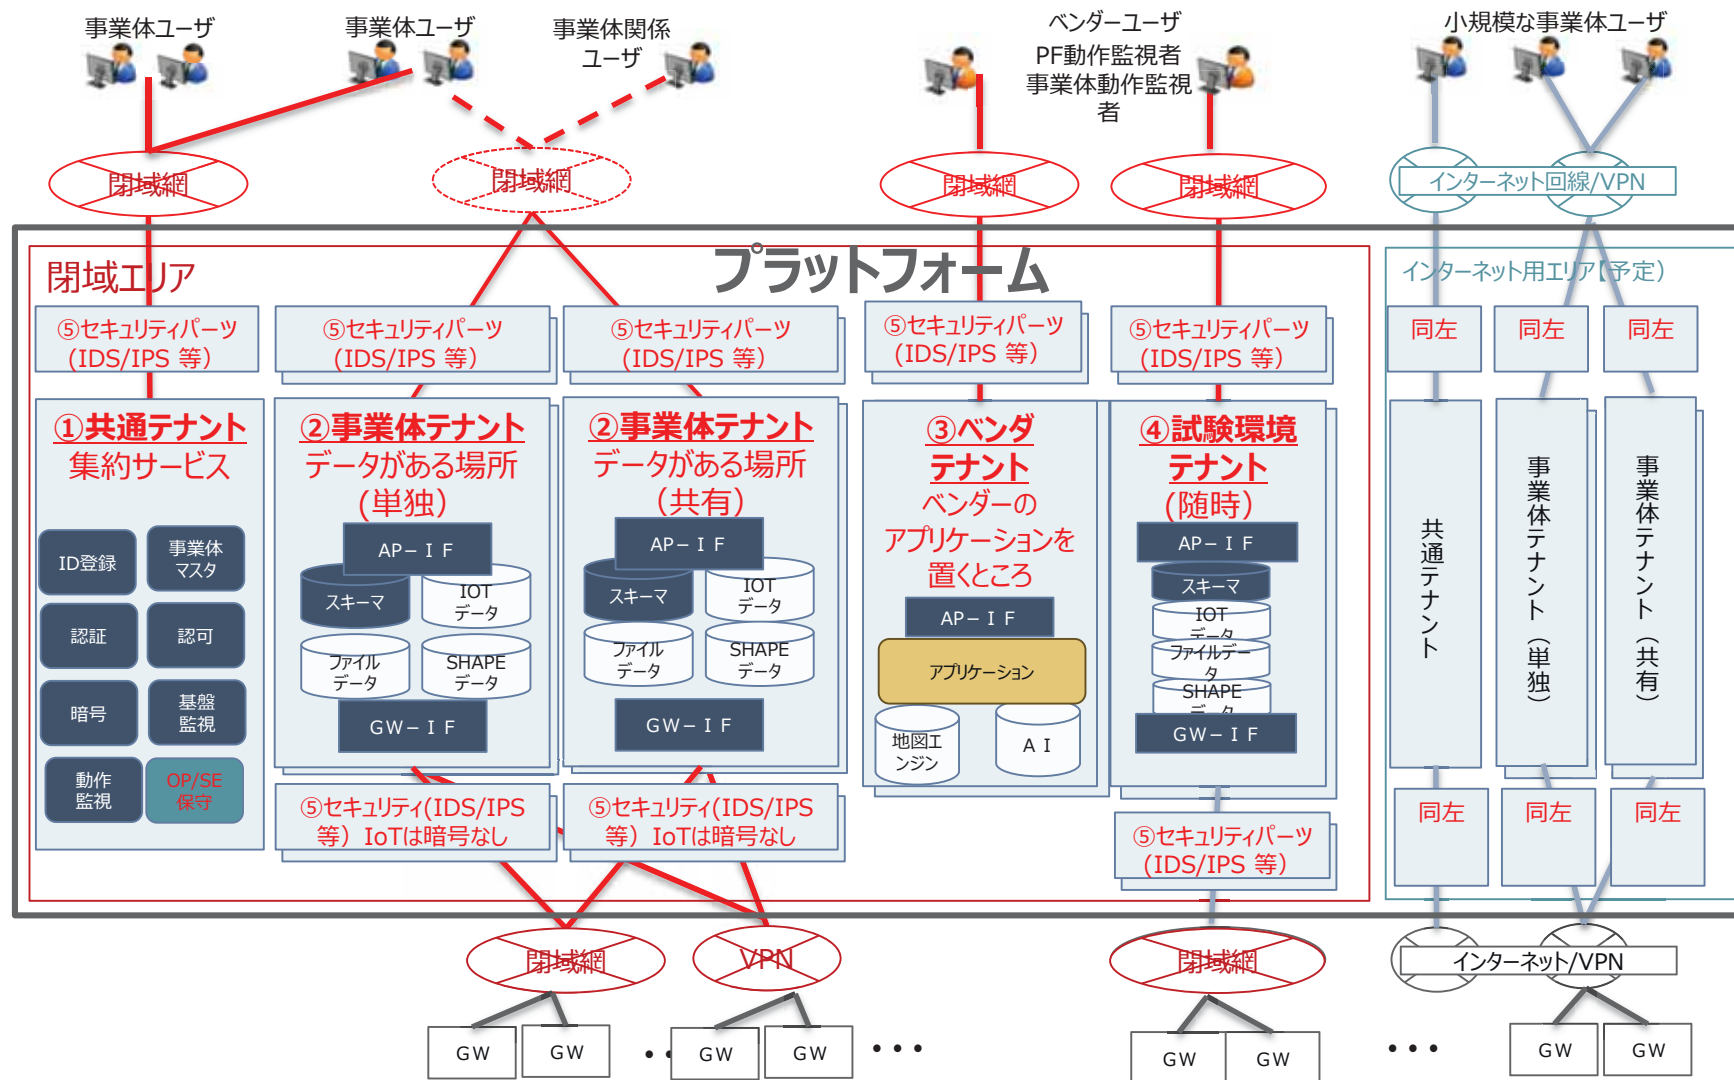 事業体ユーザ
事業体ユーザ
事業体関係
ユーザ
ベンダーユーザ
PF動作監視者
事業体動作監視
者
小規模な事業体ユーザ
閉域網
閉域網
閉域網
閉域網
インターネット回線/VPN
プラットフォーム
閉域エリア
インターネット用エリア【予定）
⑤セキュリティパーツ
(IDS/IPS 等）
⑤セキュリティパーツ
(IDS/IPS 等）
⑤セキュリティパーツ
(IDS/IPS 等）
⑤セキュリティパーツ
(IDS/IPS 等）
⑤セキュリティパーツ
(IDS/IPS 等）
同左
同左
同左
①共通テナント
集約サービス
ID登録
事業体
マスタ
認証
認可
暗号
基盤
監視
動作
監視
OP/SE
保守
②事業体テナント
データがある場所
(単独）
AP－ＩＦ
スキーマ
IOT
データ
ファイル
データ
SHAPE
データ
GW－ＩＦ
②事業体テナント
データがある場所
（共有）
AP－ＩＦ
スキーマ
IOT
データ
ファイル
データ
SHAPE
データ
GW－ＩＦ
③ベンダ
テナント
ベンダーの
アプリケーションを
置くところ
AP－ＩＦ
アプリケーション
地図エ
ンジン
ＡＩ
④試験環境
テナント
(随時）
AP－ＩＦ
スキーマ
IOT
データ
ファイルデー
タ
SHAPE
データ
GW－ＩＦ
共通テナント
事業体テナント（単独）
事業体テナント（共有）
⑤セキュリティ(IDS/IPS
等）IoTは暗号なし
⑤セキュリティ(IDS/IPS
等）IoTは暗号なし
⑤セキュリティパーツ
(IDS/IPS 等）
同左
同左
同左
閉域網
VPN
閉域網
インターネット/VPN
GW
GW
・・
GW
GW
・・・
GW
GW
・・・
GW
GW